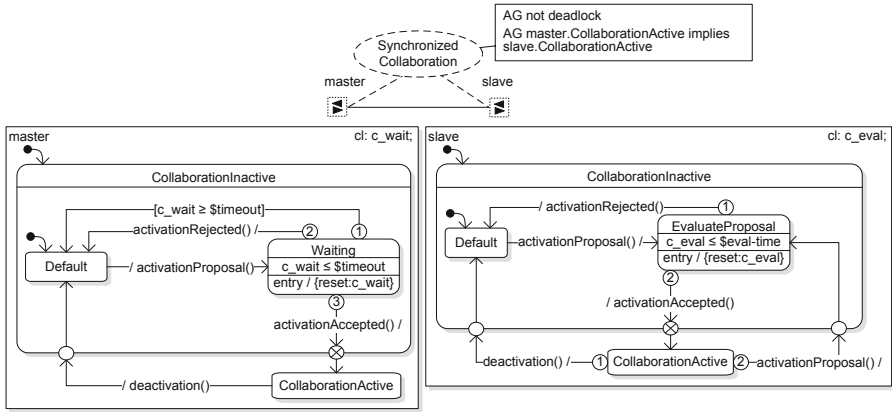 AG not deadlock
AG master.CollaborationActive implies
slave.CollaborationActive
Synchronized
Collaboration
master
slave
master
cl: c_wait;
CollaborationInactive
[c_wait ≥ $timeout]
1
activationRejected() /
2
Default
/ activationProposal()
Waiting
c_wait ≤ $timeout
entry / {reset:c_wait}
3
activationAccepted() /
/ deactivation()
CollaborationActive
slave
cl: c_eval;
CollaborationInactive
/ activationRejected()
1
Default
activationProposal() /
EvaluateProposal
c_eval ≤ $eval-time
entry / {reset:c_eval}
2
/ activationAccepted()
deactivation() /
1
CollaborationActive
2
activationProposal() /